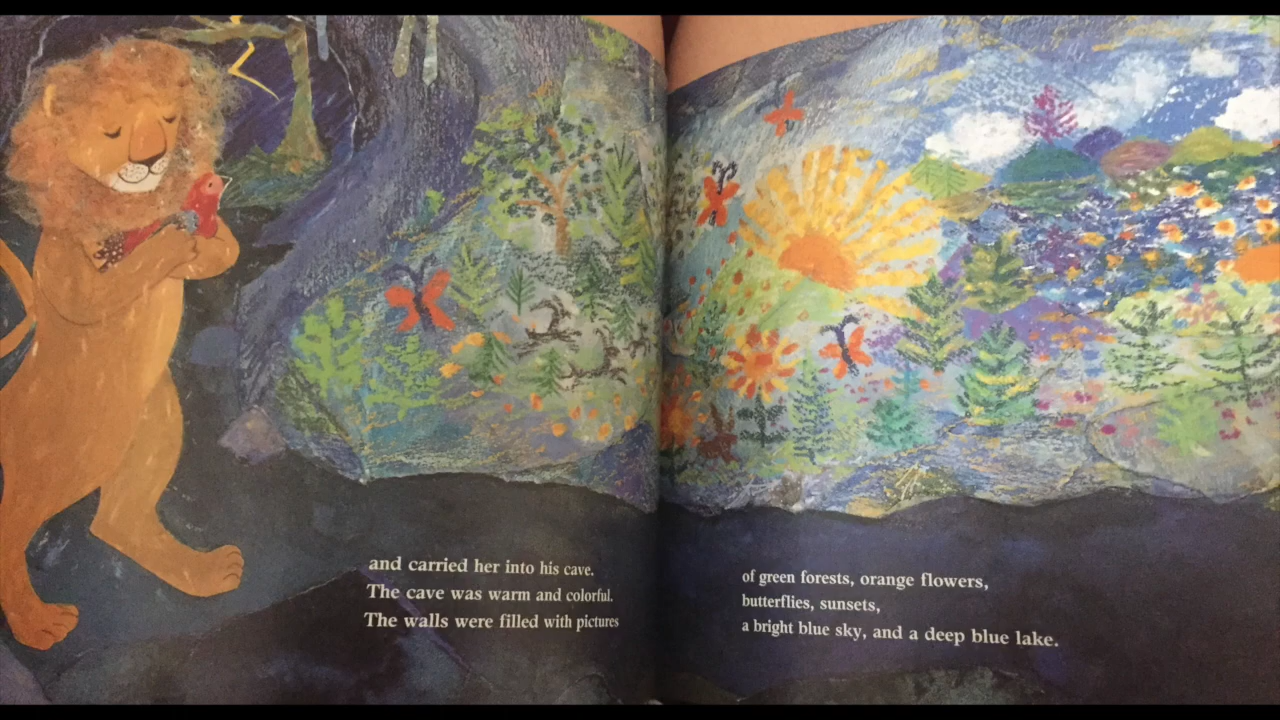 and carried her into his cave.
The cave was warm and colorful.
The walls were filled with pictures
of green forests, orange flowers,
butterflies, sunsets,
a bright blue sky, and a deep blue lake.